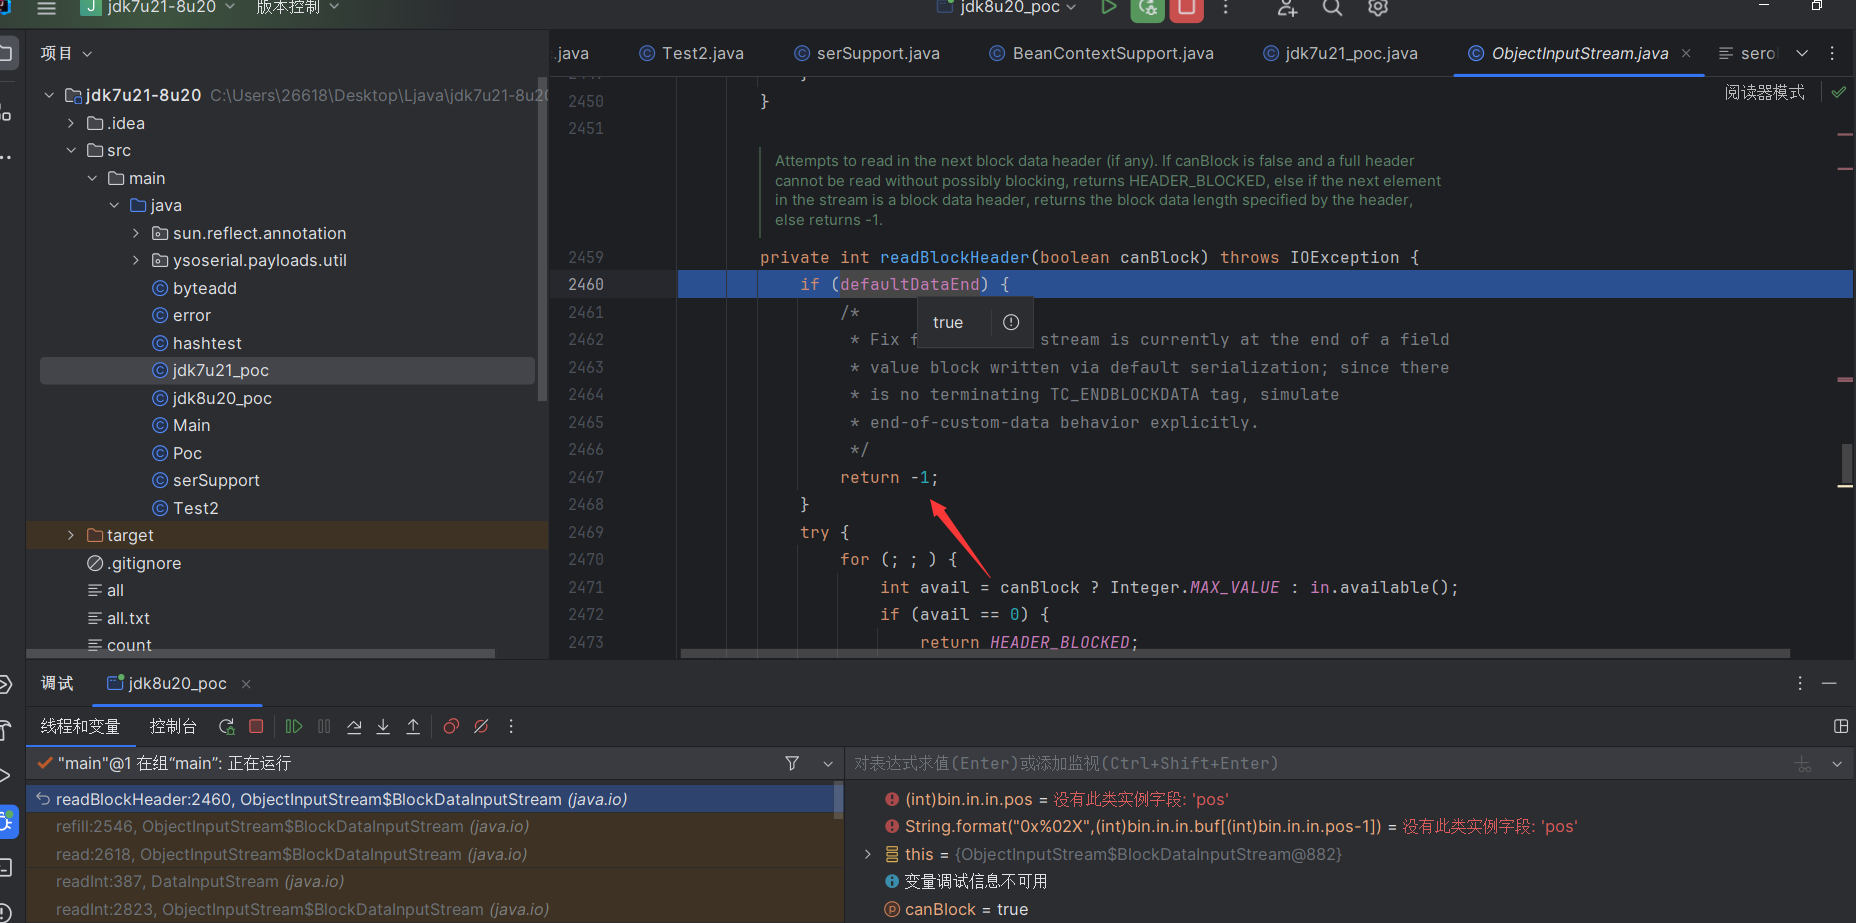 J jdk7u21-8u20 版本控制 jdk8u20_poc
项目
.java Test2.java serSupport.java BeanContextSupport.java jdk7u21_poc.java ObjectInputStream.java
阅读器模式
jdk7u21-8u20 C:\Users\26618\Desktop\Ljava\jdk7u21-8u20
.idea
src
main
java
sun.reflect.annotation
ysoserial.payloads.util
byteadd
error
hashtest
jdk7u21_poc
jdk8u20_poc
Main
Poc
serSupport
Test2
target
.gitignore
all
all.txt
count
2450 }
2451
Attempts to read in the next block data header (if any). If canBlock is false and a full header
cannot be read without possibly blocking, returns HEADER_BLOCKED, else if the next element
in the stream is a block data header, returns the block data length specified by the header,
else returns -1.
2459 private int readBlockHeader(boolean canBlock) throws IOException {
2460 if (defaultDataEnd) {
2461 /*
true
2462 * Fix f stream is currently at the end of a field
2463 * value block written via default serialization; since there
2464 * is no terminating TC_ENDBLOCKDATA tag, simulate
2465 * end-of-custom-data behavior explicitly.
2466 */
2467 return -1;
2468 }
2469 try {
2470 for (; ; ) {
2471 int avail = canBlock ? Integer.MAX_VALUE : in.available();
2472 if (avail == 0) {
2473 return HEADER_BLOCKED;
调试 jdk8u20_poc
线程和变量 控制台
"main"@1 在组“main”: 正在运行
readBlockHeader:2460, ObjectInputStream$BlockDataInputStream (java.io)
refill:2546, ObjectInputStream$BlockDataInputStream (java.io)
read:2618, ObjectInputStream$BlockDataInputStream (java.io)
readInt:387, DataInputStream (java.io)
readInt:2823, ObjectInputStream$BlockDataInputStream (java.io)
对表达式求值(Enter)或添加监视(Ctrl+Shift+Enter)
(int)bin.in.in.pos = 没有此类实例字段: 'pos'
String.format("0x%02X",(int)bin.in.in.buf[(int)bin.in.in.pos-1]) = 没有此类实例字段: 'pos'
this = {ObjectInputStream$BlockDataInputStream@882}
变量调试信息不可用
canBlock = true